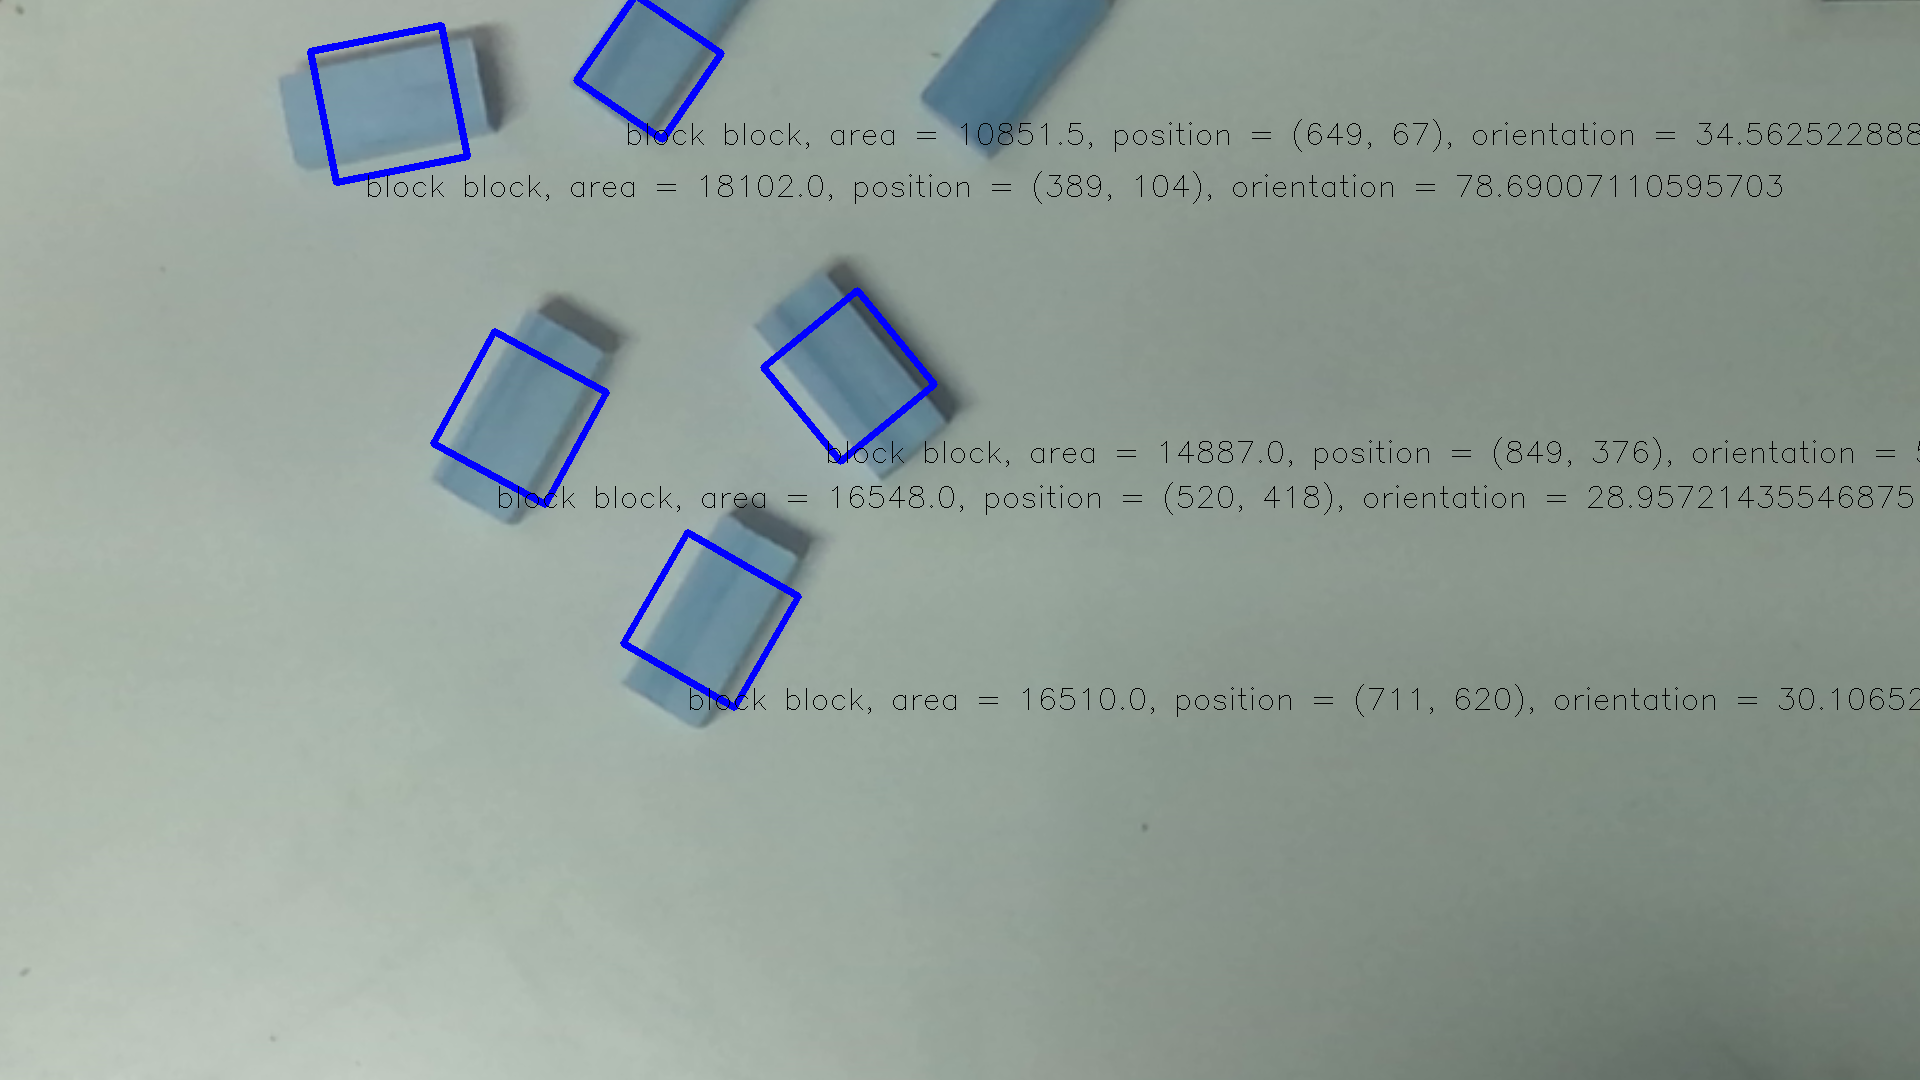 block block, area = 10851.5, position = (649, 67), orientation = 34.562522888
block block, area = 18102.0, position = (389, 104), orientation = 78.69007110595703
block block, area = 14887.0, position = (849, 376), orientation =
block block, area = 16548.0, position = (520, 418), orientation = 28.95721435546875
block block, area = 16510.0, position = (711, 620), orientation = 30.10652